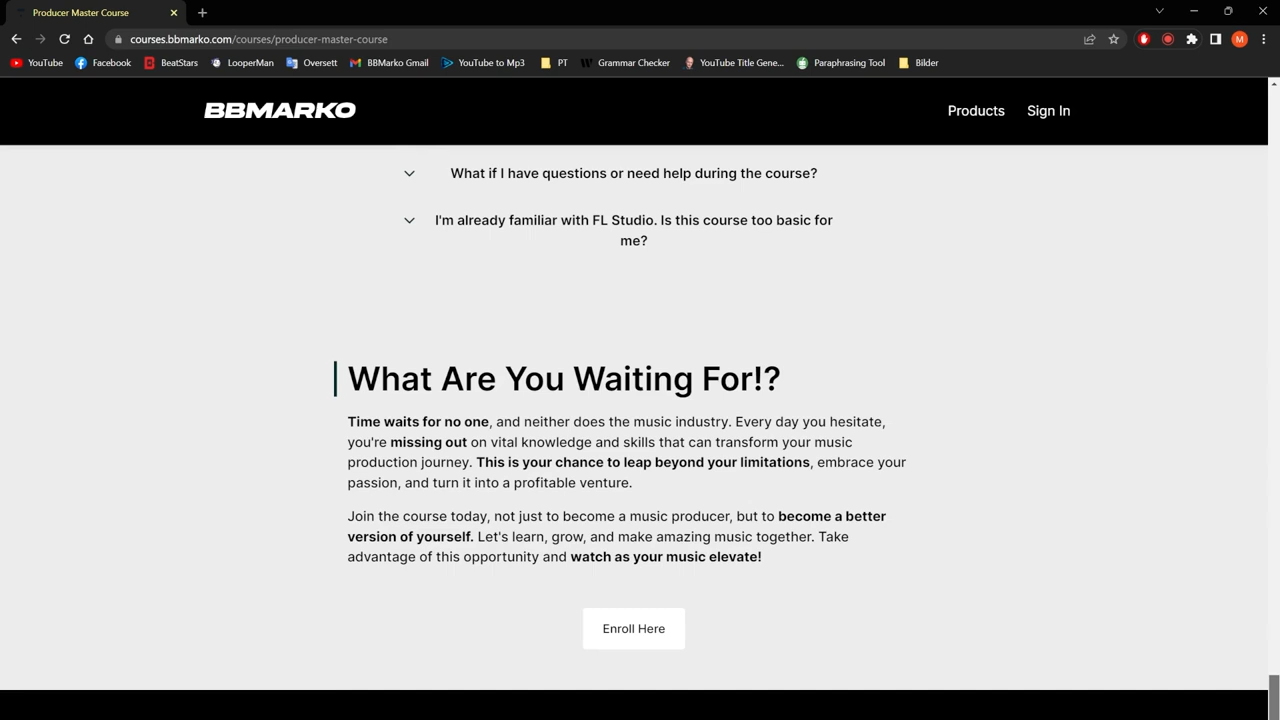 Producer Master Course
courses.bbmarko.com/courses/producer-master-course
M
YouTube Facebook BeatStars LooperMan Oversett BBMarko Gmail YouTube to Mp3 PT Grammar Checker YouTube Title Gene... Paraphrasing Tool Bilder
BBMARKO Products Sign In
What if I have questions or need help during the course?
I'm already familiar with FL Studio. Is this course too basic for
me?
What Are You Waiting For!?
Time waits for no one, and neither does the music industry. Every day you hesitate,
you're missing out on vital knowledge and skills that can transform your music
production journey. This is your chance to leap beyond your limitations, embrace your
passion, and turn it into a profitable venture.
Join the course today, not just to become a music producer, but to become a better
version of yourself. Let's learn, grow, and make amazing music together. Take
advantage of this opportunity and watch as your music elevate!
Enroll Here